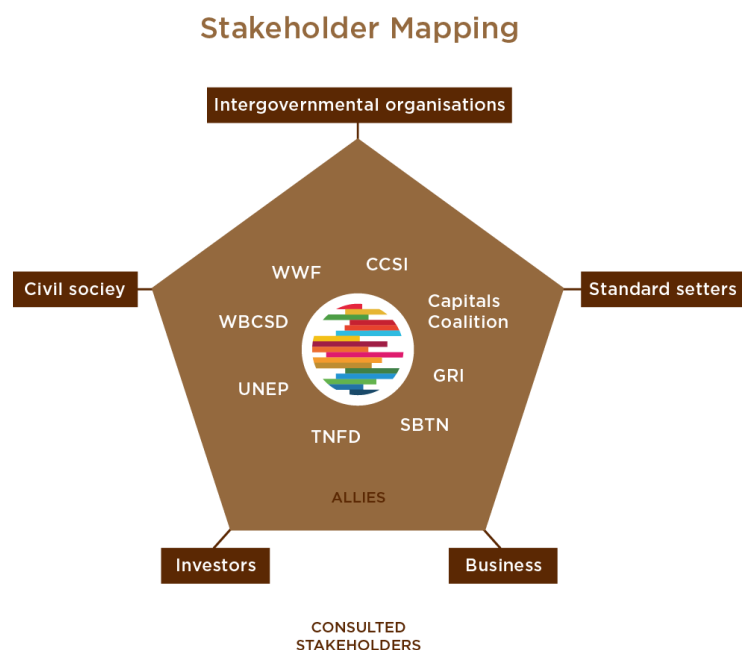 Stakeholder Mapping
Intergovernmental organisations
Civil sociey
Standard setters
WWF
CCSI
WBCSD
Capitals
Coalition
UNEP
GRI
TNFD
SBTN
ALLIES
Investors
Business
CONSULTED
STAKEHOLDERS